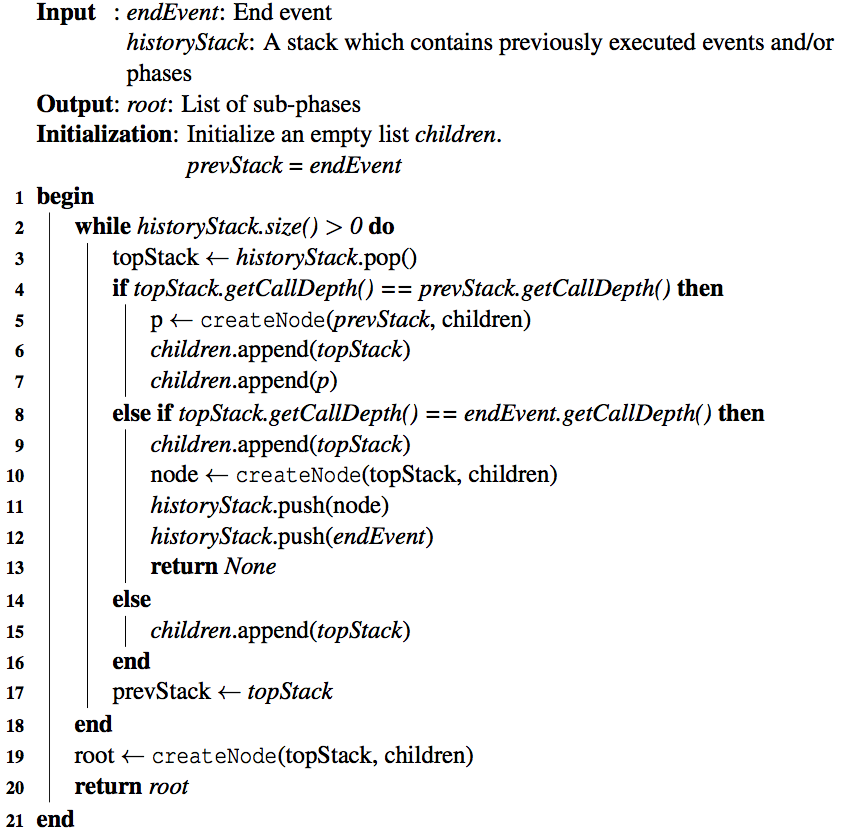 Input : endEvent: End event
historyStack: A stack which contains previously executed events and/or
phases
Output: root: List of sub-phases
Initialization: Initialize an empty list children.
prevStack = endEvent
1 begin
2 while historyStack.size() > 0 do
3 topStack ← historyStack.pop()
4 if topStack.getCallDepth() == prevStack.getCallDepth() then
5 p ← createNode(prevStack, children)
6 children.append(topStack)
7 children.append(p)
8 else if topStack.getCallDepth() == endEvent.getCallDepth() then
9 children.append(topStack)
10 node ← createNode(topStack, children)
11 historyStack.push(node)
12 historyStack.push(endEvent)
13 return None
14 else
15 children.append(topStack)
16 end
17 prevStack ← topStack
18 end
19 root ← createNode(topStack, children)
20 return root
21 end